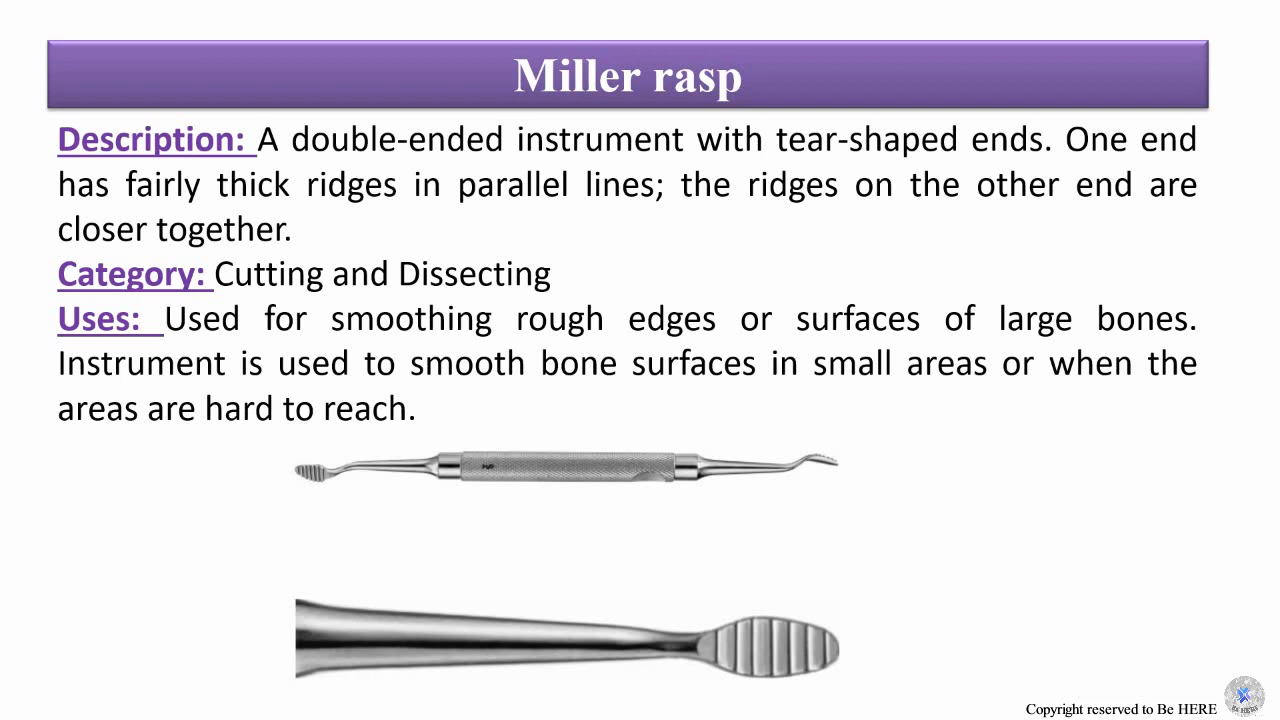 Miller rasp
Description: A double-ended instrument with tear-shaped ends. One end
has fairly thick ridges in parallel lines; the ridges on the other end are
closer together.
Category: Cutting and Dissecting
Uses: Used for smoothing rough edges or surfaces of large bones.
Instrument is used to smooth bone surfaces in small areas or when the
areas are hard to reach.
Copyright reserved to Be HERE